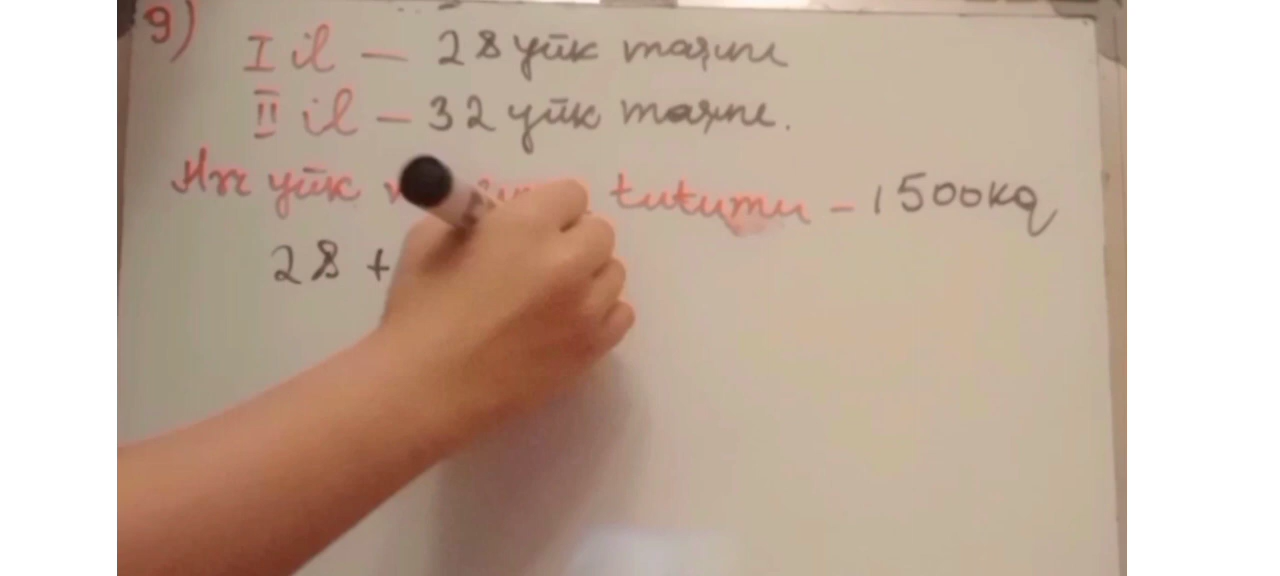 9) I il — 28 yük maşını
II il — 32 yük maşını.
Hər yük tutumu - 1500kq
28 +